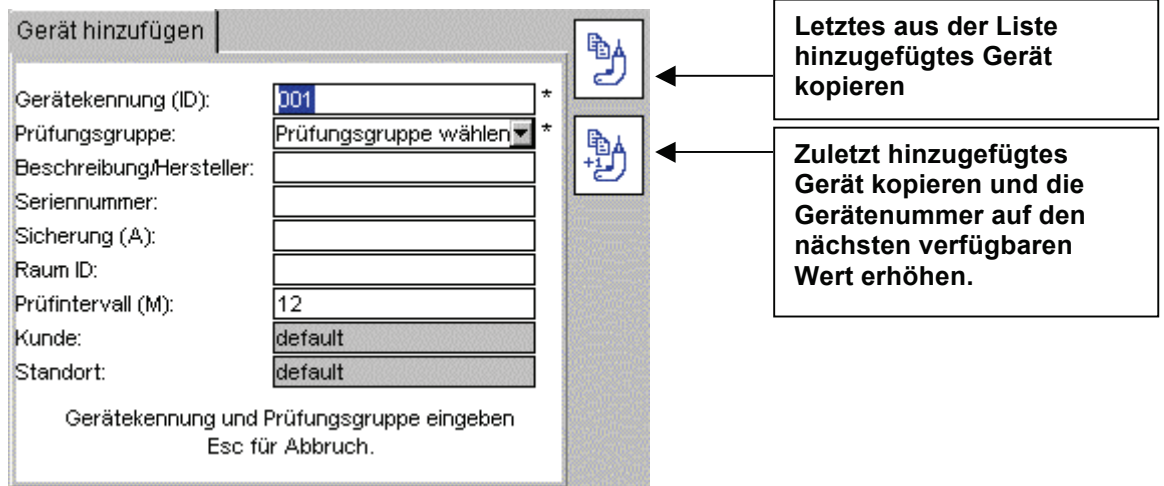 Gerät hinzufügen
Gerätekennung (ID): 001 *
Prüfungsgruppe: Prüfungsgruppe wählen *
Beschreibung/Hersteller:
Seriennummer:
Sicherung (A):
Raum ID:
Prüfintervall (M): 12
Kunde: default
Standort: default
Gerätekennung und Prüfungsgruppe eingeben
Esc für Abbruch.
+1
Letztes aus der Liste
hinzugefügtes Gerät
kopieren
Zuletzt hinzugefügtes
Gerät kopieren und die
Gerätenummer auf den
nächsten verfügbaren
Wert erhöhen.